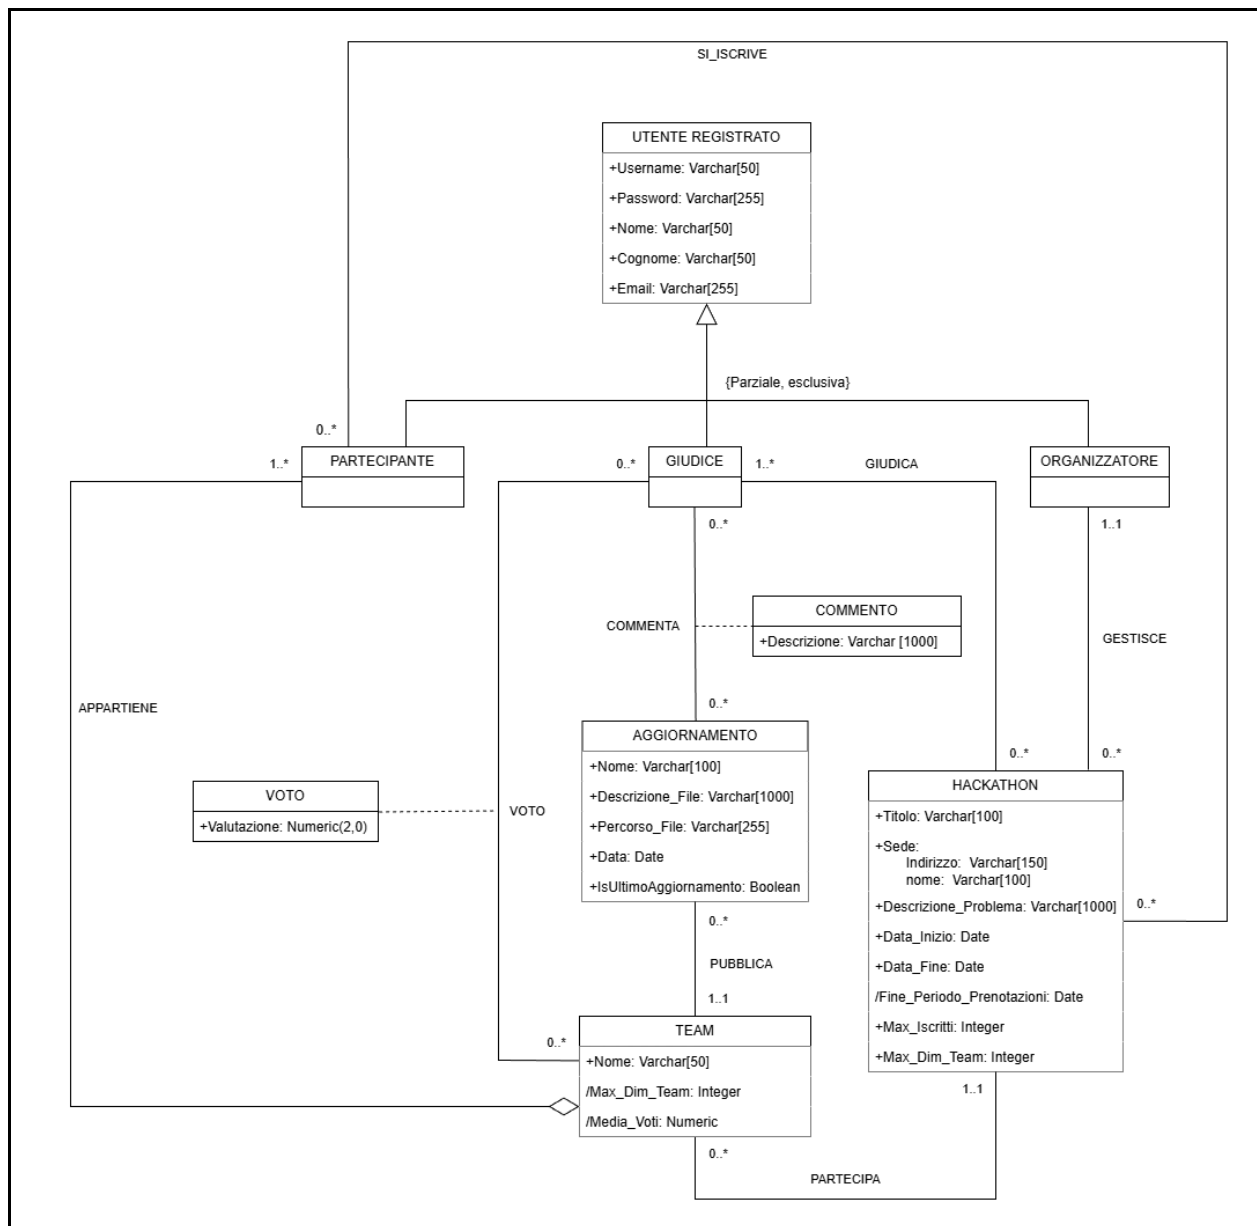 SI_ISCRIVE
UTENTE REGISTRATO
+Username: Varchar[50]
+Password: Varchar[255]
+Nome: Varchar[50]
+Cognome: Varchar[50]
+Email: Varchar[255]
{Parziale, esclusiva}
0..*
1..*
PARTECIPANTE
0..*
GIUDICE
1..*
GIUDICA
ORGANIZZATORE
0..*
1..1
COMMENTA
COMMENTO
+Descrizione: Varchar [1000]
GESTISCE
APPARTIENE
0..*
AGGIORNAMENTO
+Nome: Varchar[100]
+Descrizione_File: Varchar[1000]
+Percorso_File: Varchar[255]
+Data: Date
+IsUltimoAggiornamento: Boolean
0..*
0..*
VOTO
+Valutazione: Numeric(2,0)
VOTO
HACKATHON
+Titolo: Varchar[100]
+Sede:
Indirizzo: Varchar[150]
nome: Varchar[100]
+Descrizione_Problema: Varchar[1000]
+Data_Inizio: Date
+Data_Fine: Date
/Fine_Periodo_Prenotazioni: Date
+Max_Iscritti: Integer
+Max_Dim_Team: Integer
0..*
0..*
PUBBLICA
1..1
0..*
TEAM
+Nome: Varchar[50]
/Max_Dim_Team: Integer
/Media_Voti: Numeric
1..1
0..*
PARTECIPA